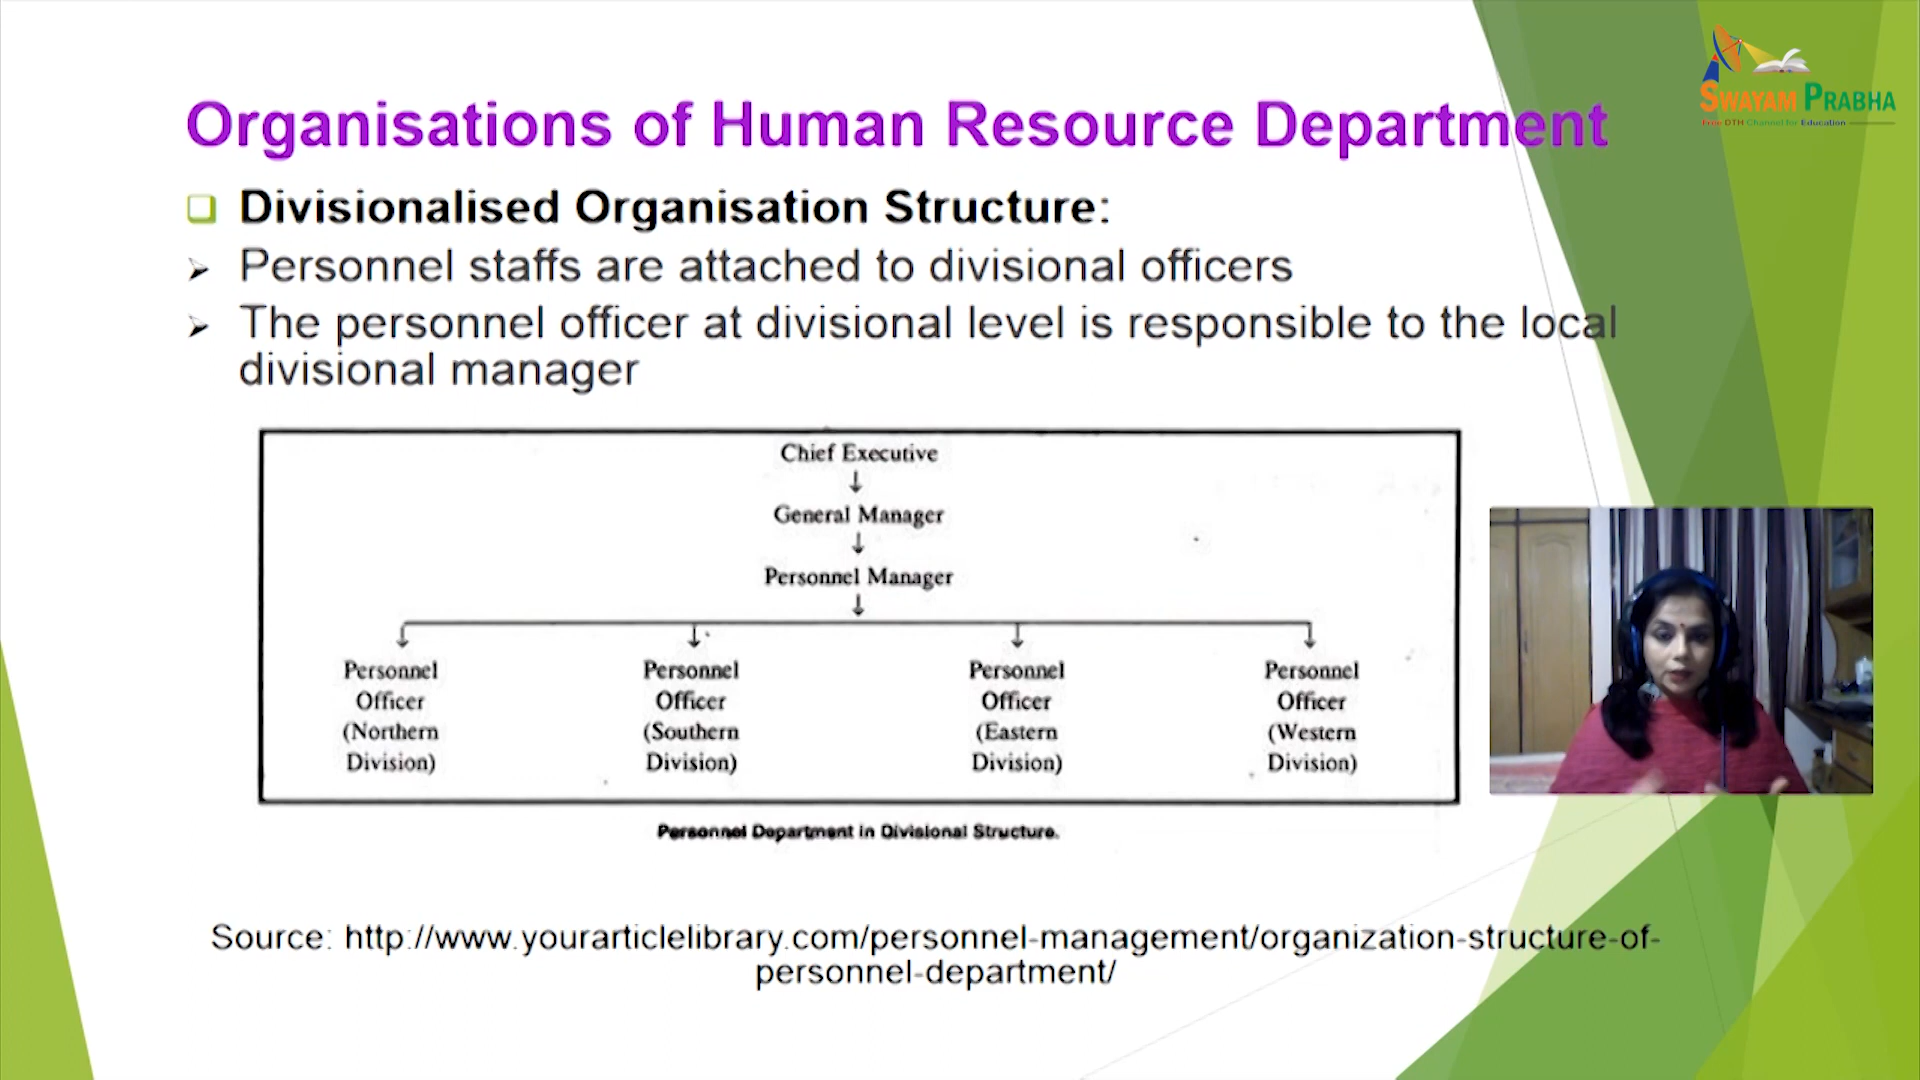 SWAYAM PRABHA
Free DTH Channel for Education
Organisations of Human Resource Department
Divisionalised Organisation Structure:
Personnel staffs are attached to divisional officers
The personnel officer at divisional level is responsible to the local
divisional manager
Chief Executive
General Manager
Personnel Manager
Personnel
Officer
(Northern
Division)
Personnel
Officer
(Southern
Division)
Personnel
Officer
(Eastern
Division)
Personnel
Officer
(Western
Division)
Personnel Department in Divisional Structure.
Source: http://www.yourarticlelibrary.com/personnel-management/organization-structure-of-
personnel-department/